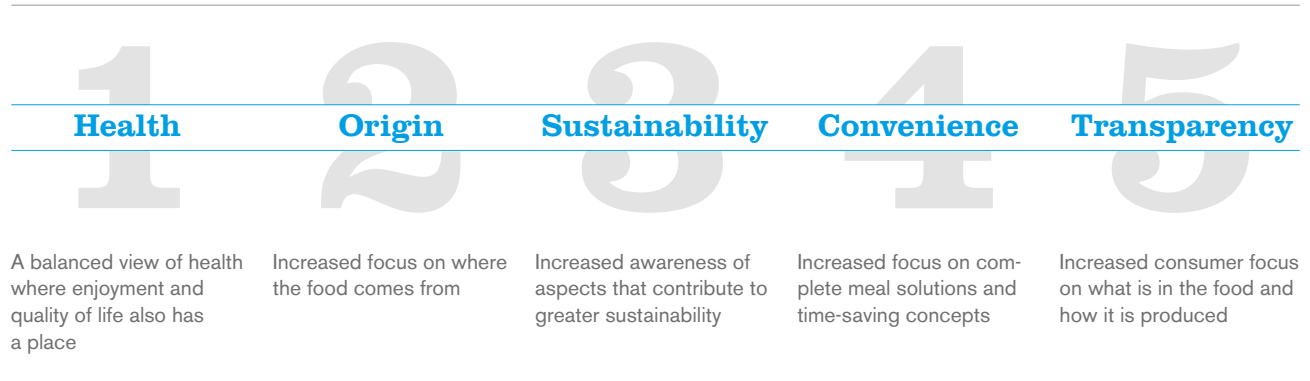 1
Health
A balanced view of health
where enjoyment and
quality of life also has
a place
2
Origin
Increased focus on where
the food comes from
3
Sustainability
Increased awareness of
aspects that contribute to
greater sustainability
4
Convenience
Increased focus on com-
plete meal solutions and
time-saving concepts
5
Transparency
Increased consumer focus
on what is in the food and
how it is produced